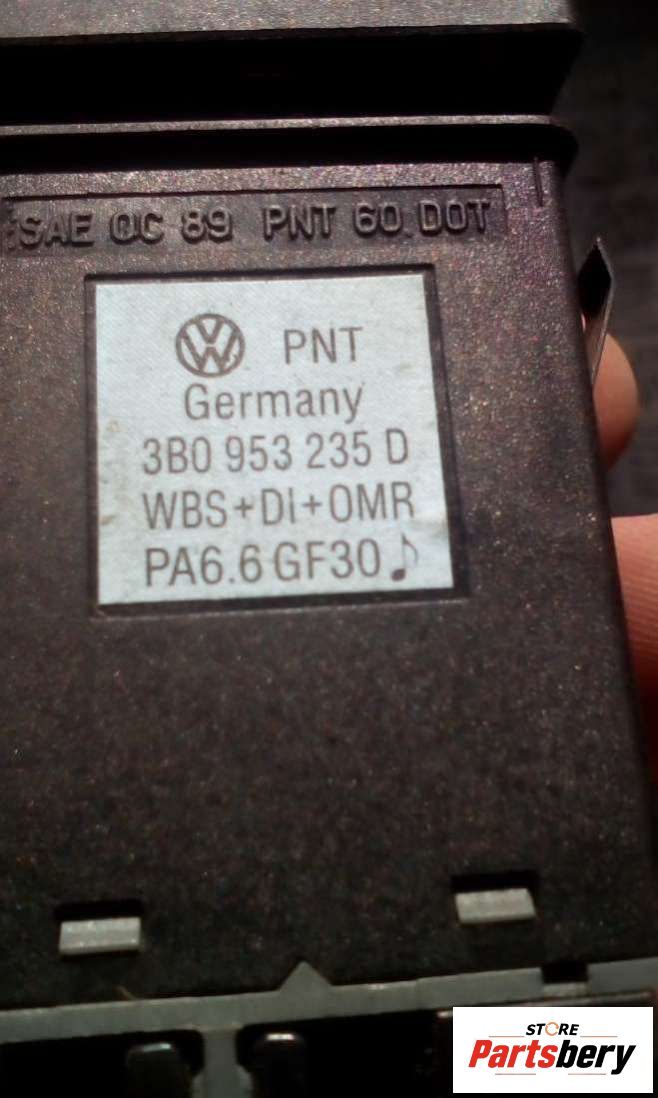 SAE QC 89 PNT 60 DOT
VW PNT
Germany
3B0 953 235 D
WBS+DI+OMR
PA6.6 GF30
STORE
Partsbery